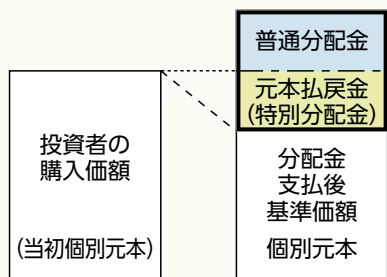 普通分配金
元本払戻金
(特別分配金)
投資者の
購入価額
(当初個別元本)
分配金
支払後
基準価額
個別元本